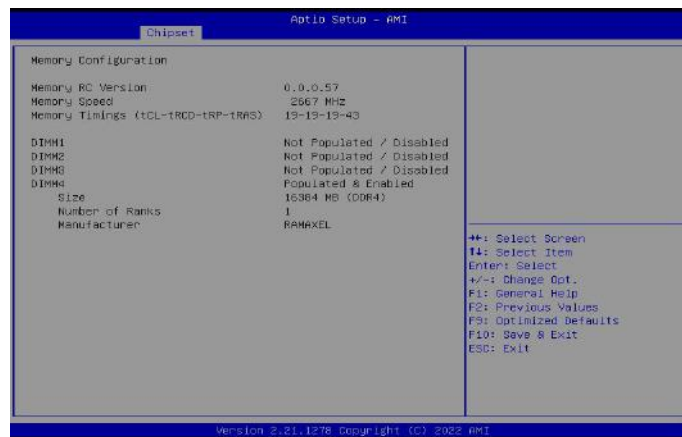 Aptio Setup - AMI
Chipset
Memory Configuration
Memory RC Version 0.0.0.57
Memory Speed 2667 MHz
Memory Timings (tCL-tRCD-tRP-tRAS) 19-19-19-43
DIMM1 Not Populated / Disabled
DIMM2 Not Populated / Disabled
DIMM3 Not Populated / Disabled
DIMM4 Populated & Enabled
Size 16384 MB (DDR4)
Number of Ranks 1
Manufacturer RAMAXEL
→←: Select Screen
↑↓: Select Item
Enter: Select
+/-: Change Opt.
F1: General Help
F2: Previous Values
F9: Optimized Defaults
F10: Save & Exit
ESC: Exit
Version 2.21.1278 Copyright (C) 2022 AMI